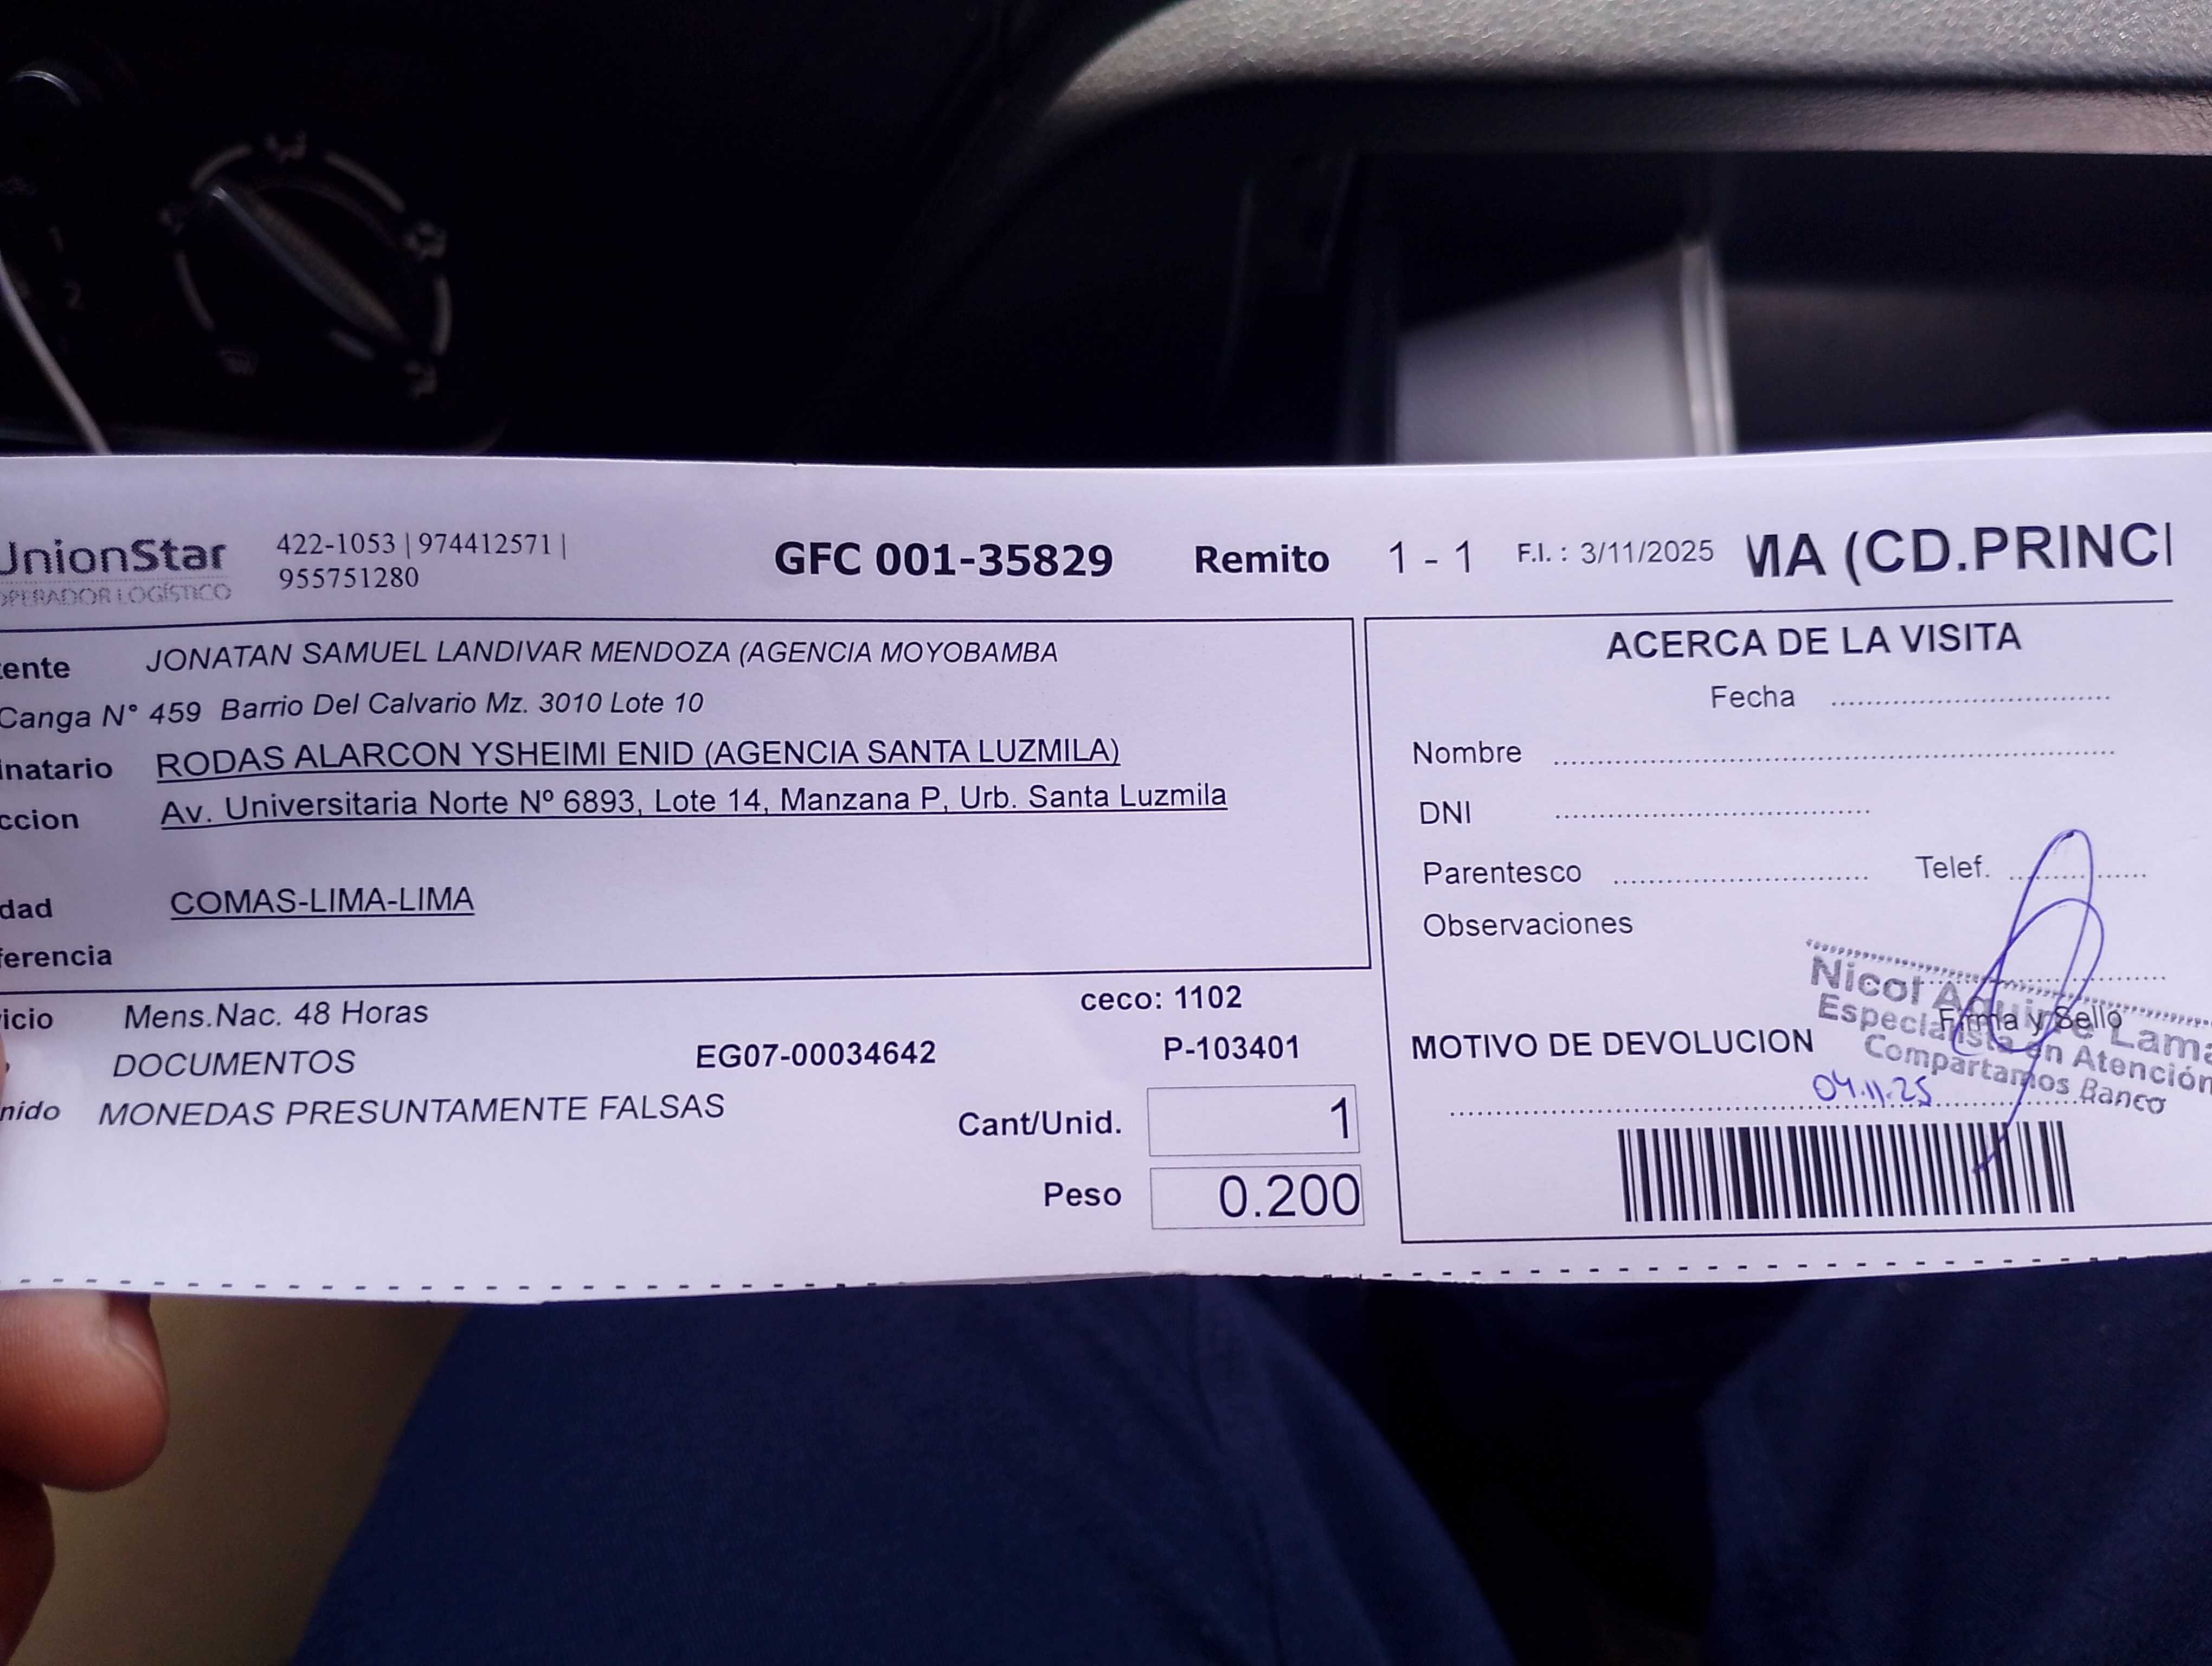 UnionStar
OPERADOR LOGÍSTICO
422-1053 | 974412571 |
955751280
GFC 001-35829 Remito 1 - 1 F.I. : 3/11/2025 MA (CD.PRINCI
tente JONATAN SAMUEL LANDIVAR MENDOZA (AGENCIA MOYOBAMBA
Canga N° 459 Barrio Del Calvario Mz. 3010 Lote 10
inatario RODAS ALARCON YSHEIMI ENID (AGENCIA SANTA LUZMILA)
ccion Av. Universitaria Norte Nº 6893, Lote 14, Manzana P, Urb. Santa Luzmila
dad COMAS-LIMA-LIMA
ferencia
icio Mens.Nac. 48 Horas ceco: 1102
DOCUMENTOS EG07-00034642 P-103401
nido MONEDAS PRESUNTAMENTE FALSAS
Cant/Unid. 1
Peso 0.200
ACERCA DE LA VISITA
Fecha
Nombre
DNI
Parentesco Telef.
Observaciones
Nicol Aguirre Lama
Firma y Sello
Especialista en Atención
Compartamos Banco
MOTIVO DE DEVOLUCION
04.11.25
1
2